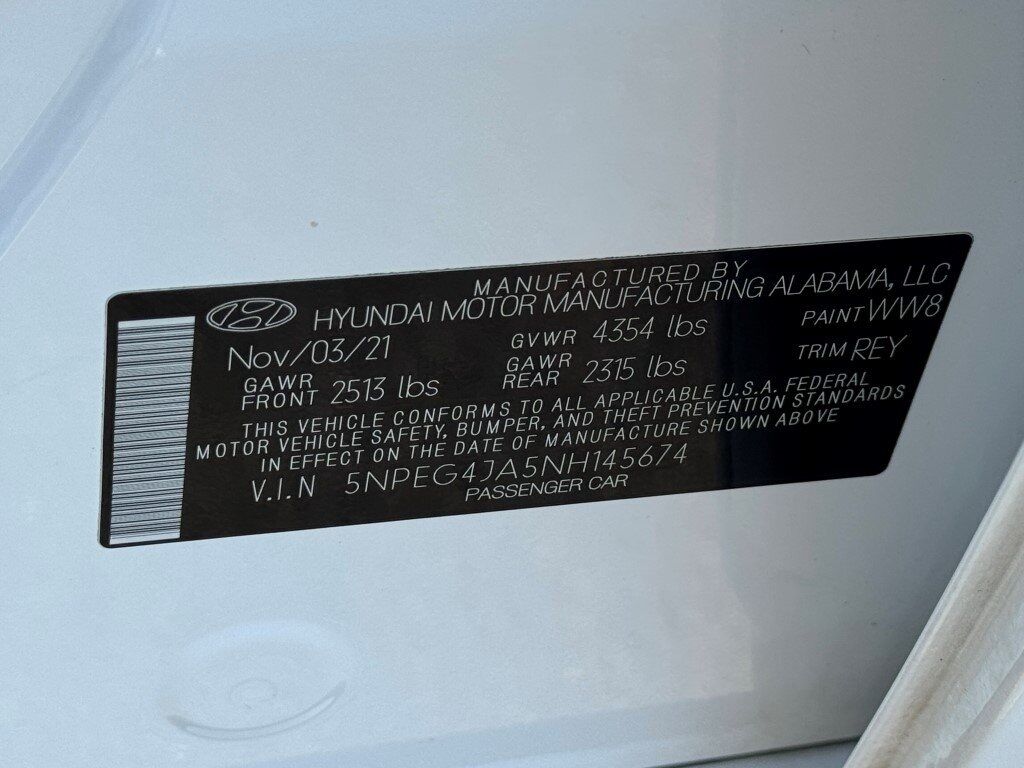 MANUFACTURED BY
HYUNDAI MOTOR MANUFACTURING ALABAMA, LLC
Nov/03/21 GVWR 4354 lbs PAINT WW8
GAWR FRONT 2513 lbs GAWR REAR 2315 lbs TRIM REY
THIS VEHICLE CONFORMS TO ALL APPLICABLE U.S.A. FEDERAL
MOTOR VEHICLE SAFETY, BUMPER, AND THEFT PREVENTION STANDARDS
IN EFFECT ON THE DATE OF MANUFACTURE SHOWN ABOVE
V.I.N 5NPEG4JA5NH145674
PASSENGER CAR